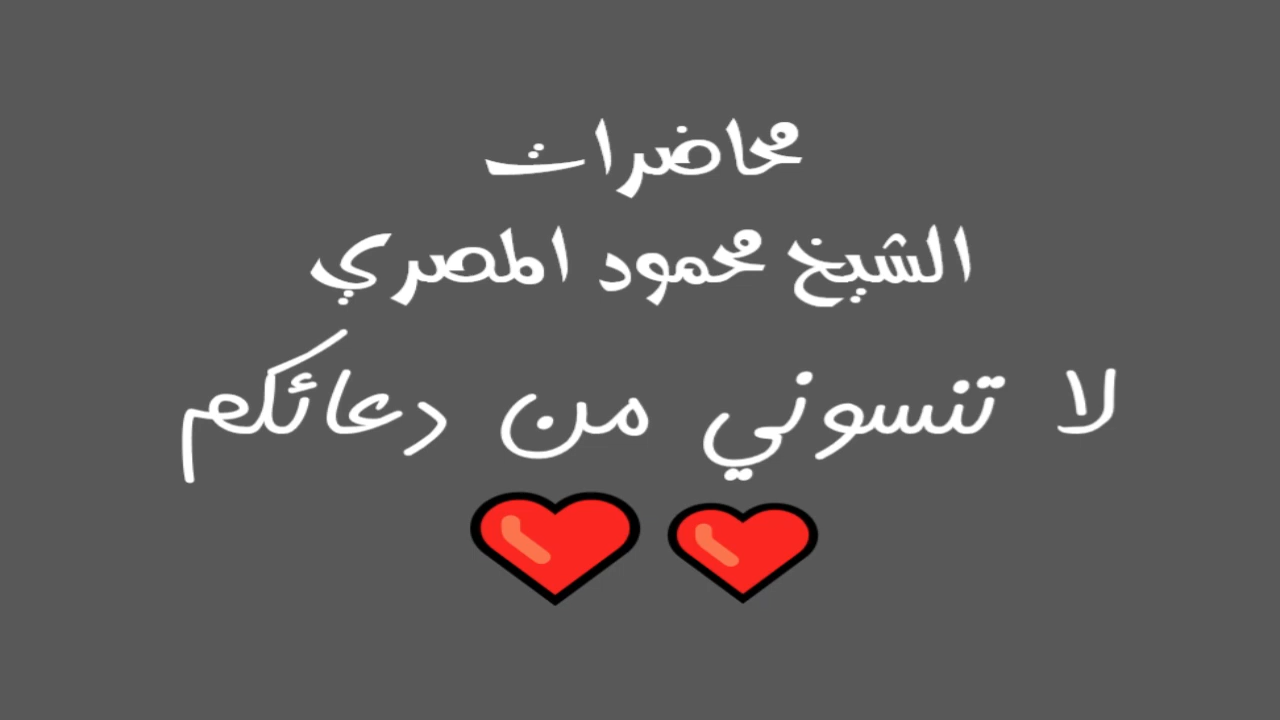 محاضرات
الشيخ محمود المصري
لا تنسوني من دعائكم